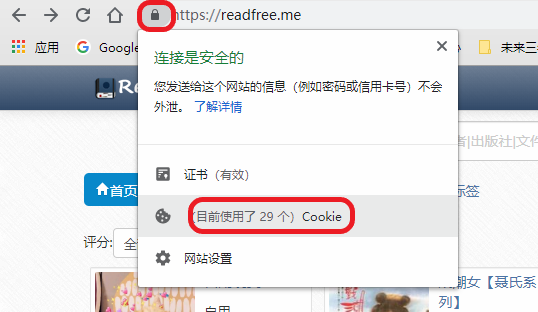 https://readfree.me
应用
Google
未来三
Re
连接是安全的
您发送给这个网站的信息（例如密码或信用卡号）不会
外泄。 了解详情
者|出版社|文件
证书（有效）
首页
标签
（目前使用了 29 个）Cookie
评分:
全
网站设置
潮女【聂氏系
列】
自用